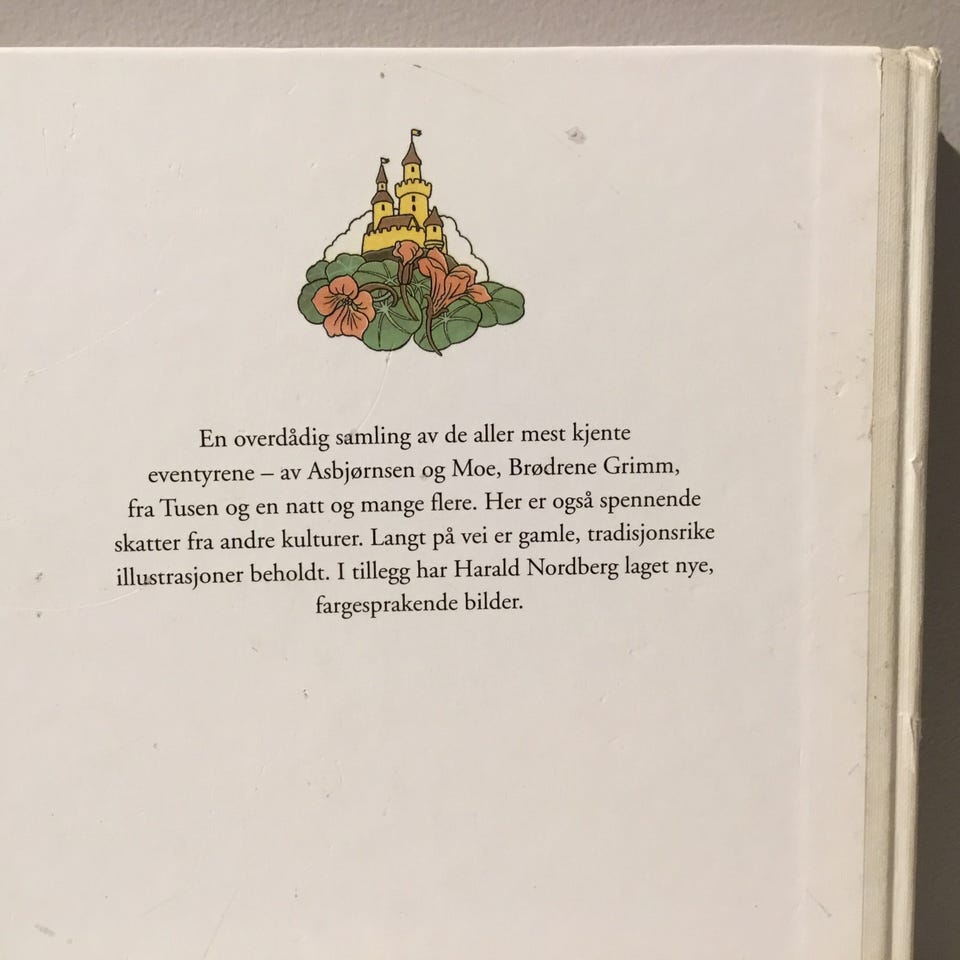 En overdådig samling av de aller mest kjente
eventyrene – av Asbjørnsen og Moe, Brødrene Grimm,
fra Tusen og en natt og mange flere. Her er også spennende
skatter fra andre kulturer. Langt på vei er gamle, tradisjonsrike
illustrasjoner beholdt. I tillegg har Harald Nordberg laget nye,
fargesprakende bilder.